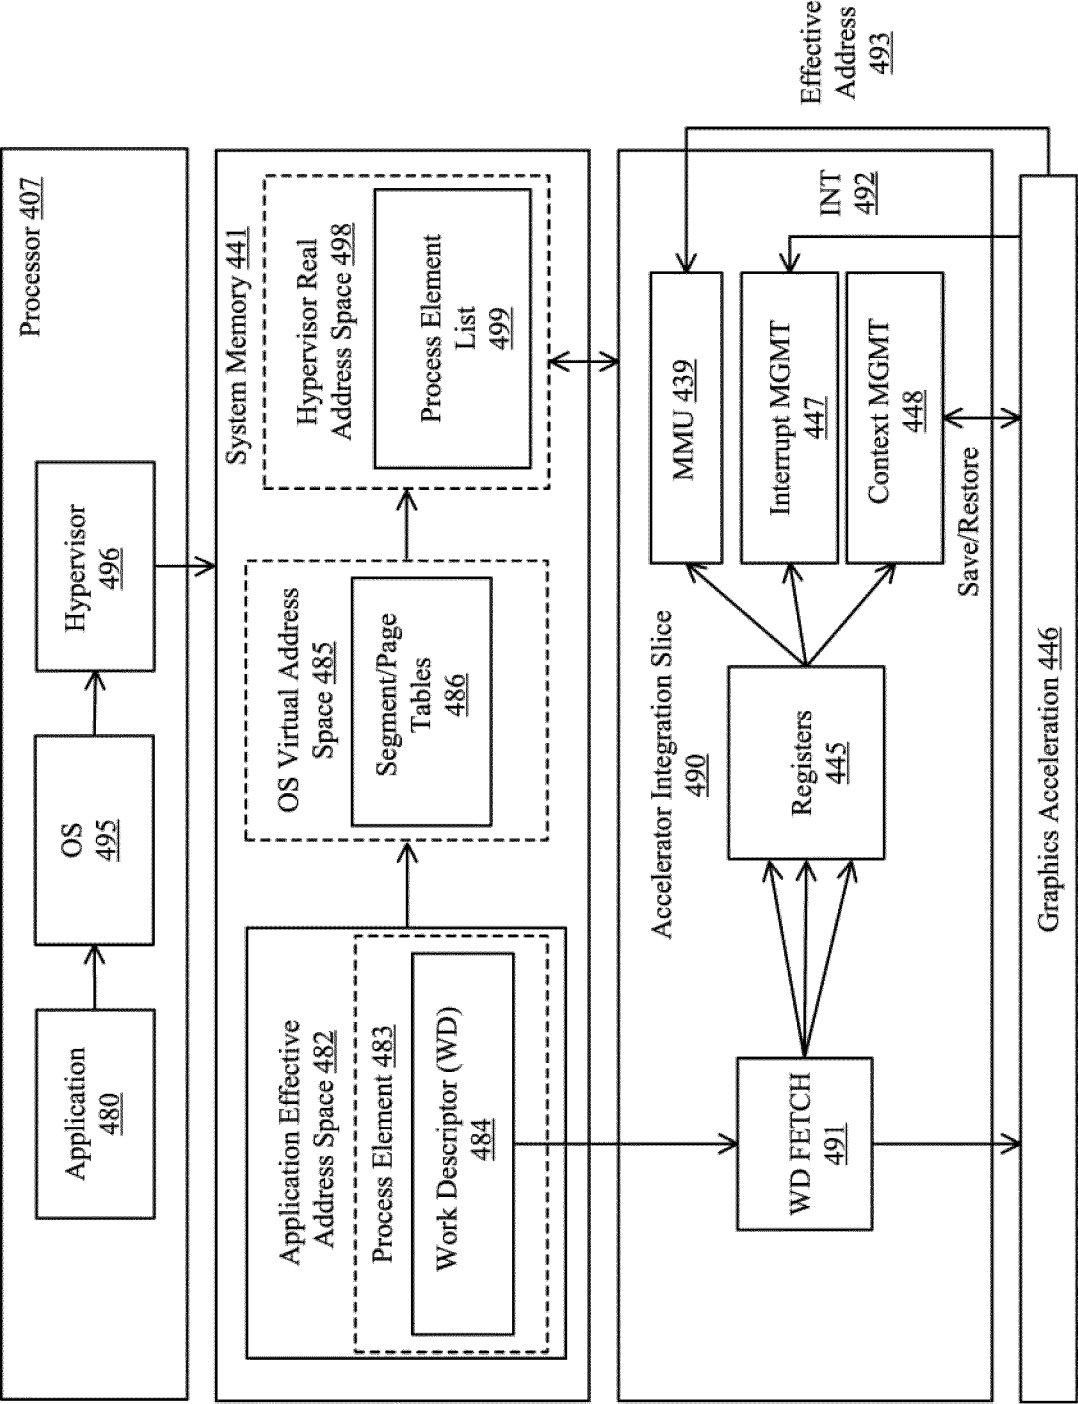 Processor 407
Application
480
OS
495
Hypervisor
496
System Memory 441
Application Effective
Address Space 482
Process Element 483
Work Descriptor (WD)
484
OS Virtual Address
Space 485
Segment/Page
Tables
486
Hypervisor Real
Address Space 498
Process Element
List
499
Accelerator Integration Slice
490
WD FETCH
491
Registers
445
MMU 439
Interrupt MGMT
447
Context MGMT
448
Save/Restore
INT
492
Effective
Address
493
Graphics Acceleration 446